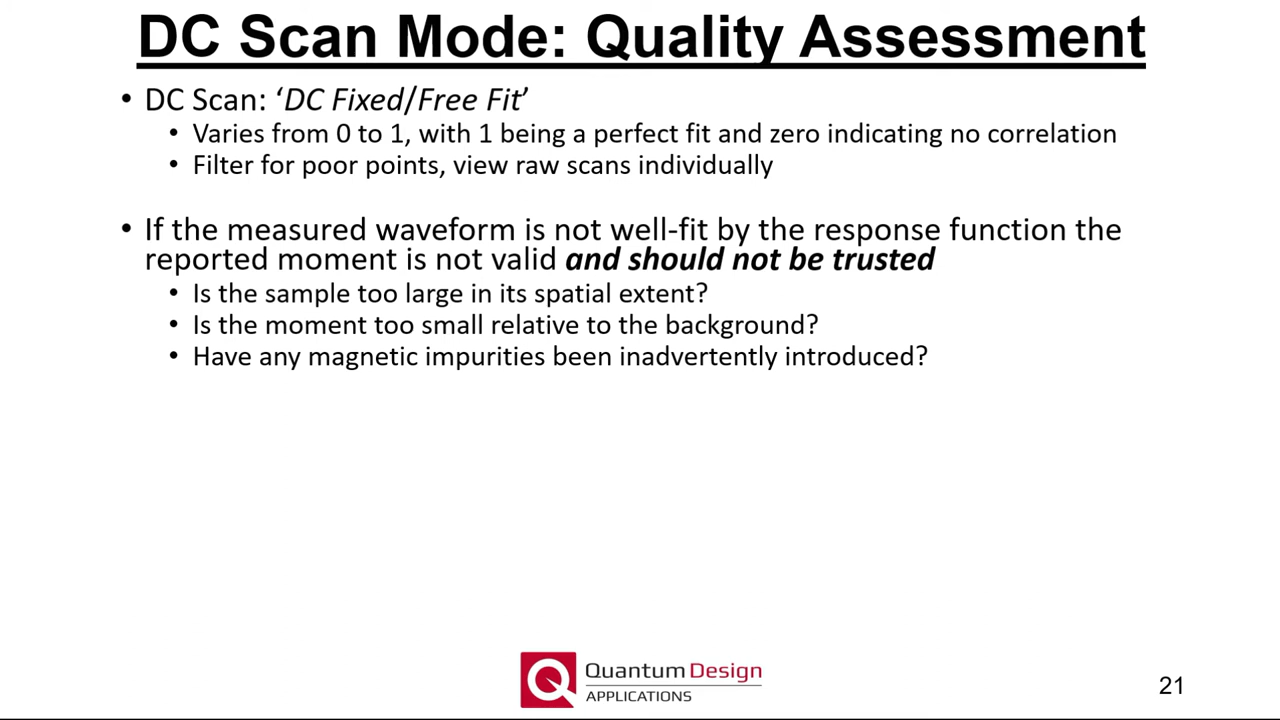 DC Scan Mode: Quality Assessment
• DC Scan: ‘DC Fixed/Free Fit’
• Varies from 0 to 1, with 1 being a perfect fit and zero indicating no correlation
• Filter for poor points, view raw scans individually
• If the measured waveform is not well-fit by the response function the
reported moment is not valid and should not be trusted
• Is the sample too large in its spatial extent?
• Is the moment too small relative to the background?
• Have any magnetic impurities been inadvertently introduced?
Quantum Design
APPLICATIONS
21